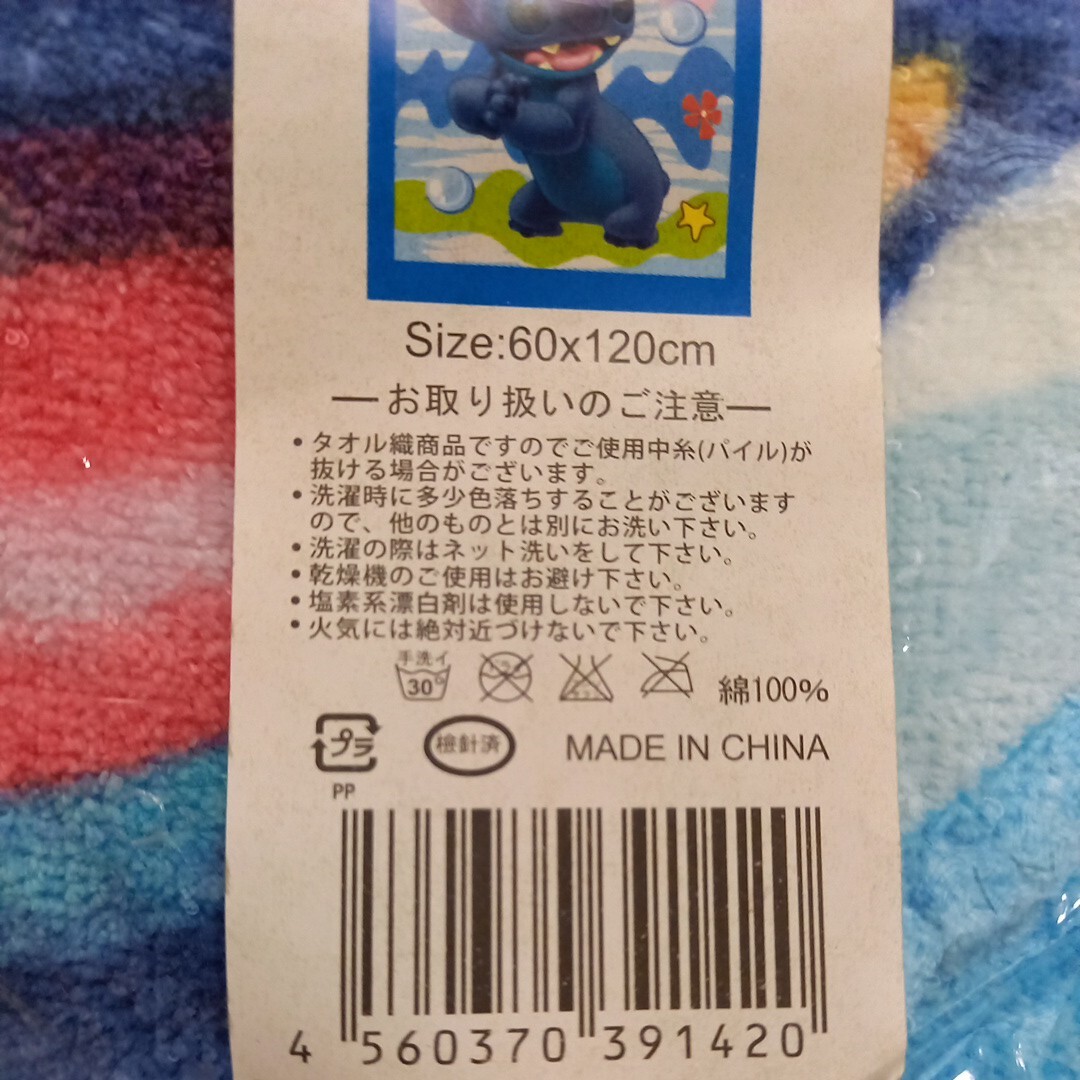 Size:60x120cm
—お取り扱いのご注意—
•タオル織商品ですのでご使用中糸(パイル)が
抜ける場合がございます。
•洗濯時に多少色落ちすることがございます
ので、他のものとは別にお洗い下さい。
•洗濯の際はネット洗いをして下さい。
•乾燥機のご使用はお避け下さい。
•塩素系漂白剤は使用しないで下さい。
•火気には絶対近づけないで下さい。
手洗イ
30
綿100%
プラ
檢針済
MADE IN CHINA
PP
4 560370 391420